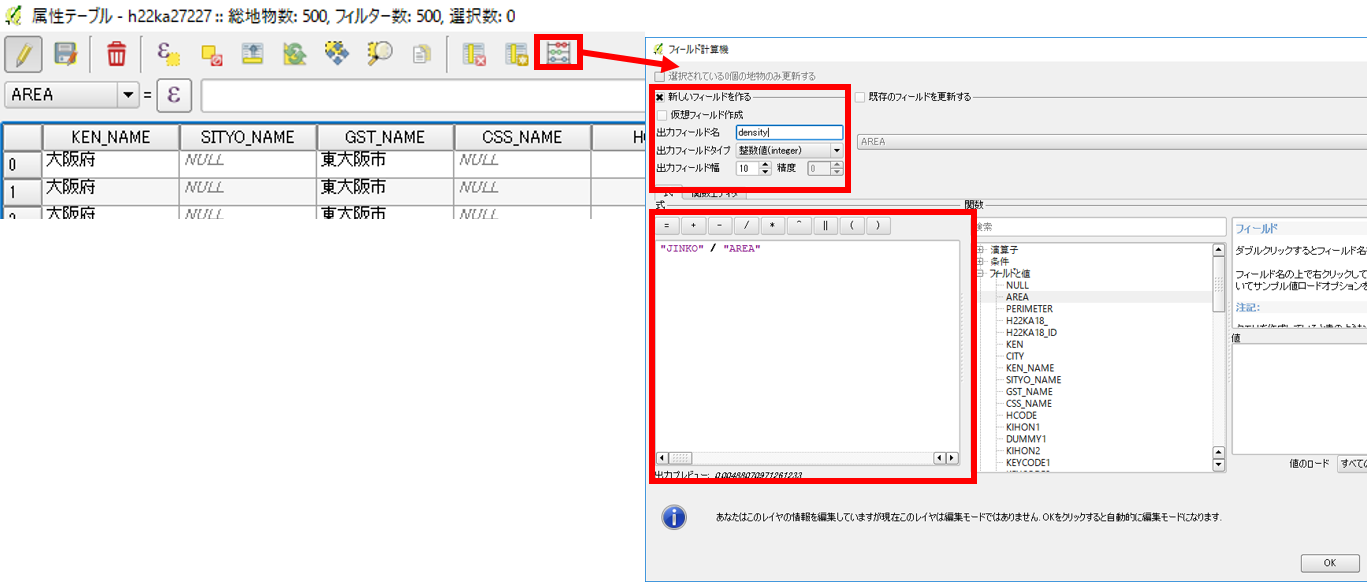 属性テーブル - h22ka27227 :: 総地物数: 500, フィルター数: 500, 選択数: 0
AREA = ε
KEN_NAME SITYO_NAME GST_NAME CSS_NAME
0 大阪府 NULL 東大阪市 NULL
1 大阪府 NULL 東大阪市 NULL
大阪府 NULL 東大阪市 NULL
フィールド計算機
選択されている0個の地物のみ更新する
新しいフィールドを作る
既存のフィールドを更新する
仮想フィールド作成
出力フィールド名 density
出力フィールドタイプ 整数値(integer)
AREA
出力フィールド幅 10 精度 0
式 関数エディタ
式
関数
= + - / * ^ || ( )
"JINKO" / "AREA"
検索
演算子
条件
フィールドと値
NULL
AREA
PERIMETER
H22KA18_
H22KA18_ID
KEN
CITY
KEN_NAME
SITYO_NAME
GST_NAME
CSS_NAME
HCODE
KIHON1
DUMMY1
KIHON2
KEYCODE1
フィールド
ダブルクリックするとフィールド名
フィールド名の上で右クリックして
いてサンプル値ロードオプションを
注記:
値
値のロード すべての
出力プレビュー: 0.00488070971261233
あなたはこのレイヤの情報を編集していますが現在このレイヤは編集モードではありません. OKをクリックすると自動的に編集モードになります.
OK